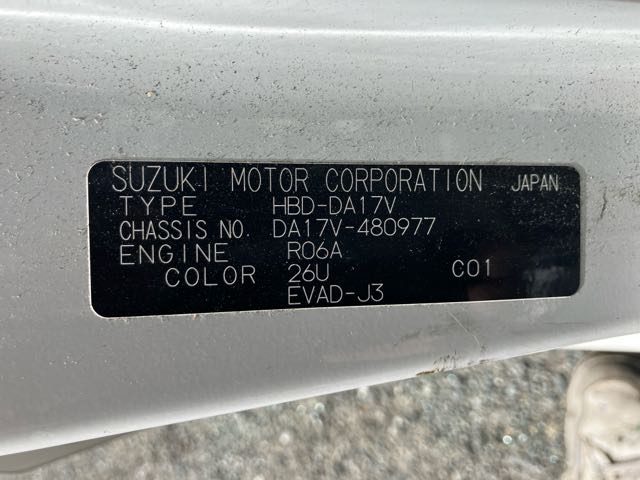 SUZUKI MOTOR CORPORATION JAPAN
TYPE HBD-DA17V
CHASSIS NO. DA17V-480977
ENGINE R06A
COLOR 26U C01
EVAD-J3